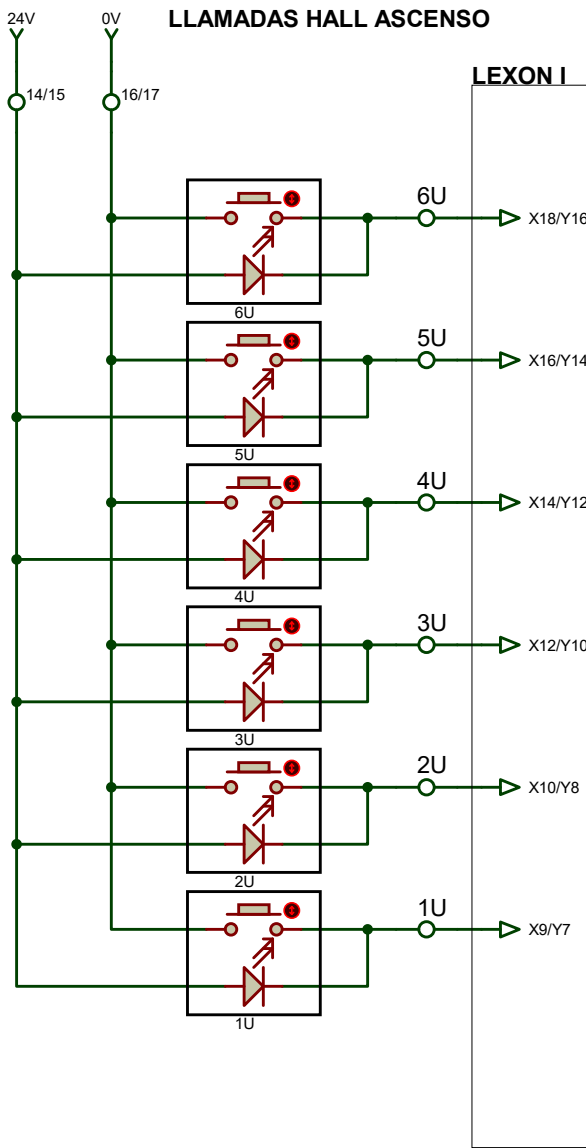 24V
0V
LLAMADAS HALL ASCENSO
LEXON I
14/15
16/17
6U
X18/Y16
6U
5U
X16/Y14
5U
4U
X14/Y12
4U
3U
X12/Y10
3U
2U
X10/Y8
2U
1U
X9/Y7
1U